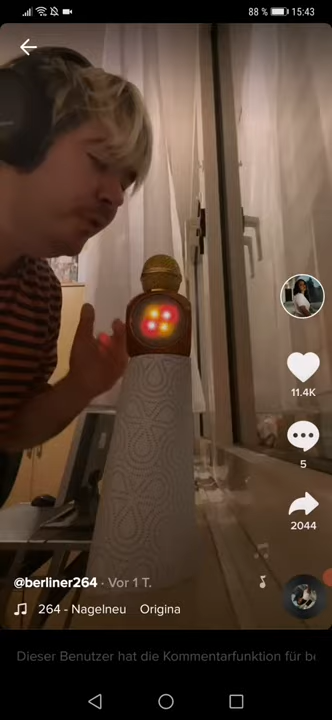 88 % 15:43
11.4K
5
2044
@berliner264 · Vor 1 T.
264 - Nagelneu Origina
Dieser Benutzer hat die Kommentarfunktion für be